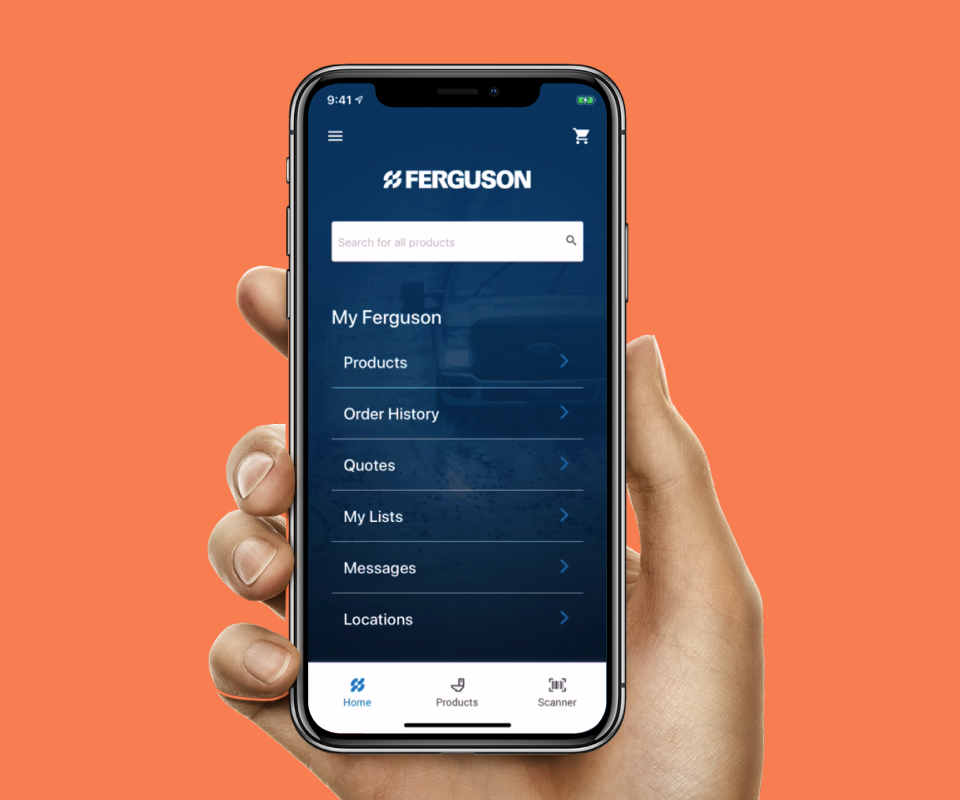 9:41
FERGUSON
Search for all products
My Ferguson
Products
Order History
Quotes
My Lists
Messages
Locations
Home Products Scanner